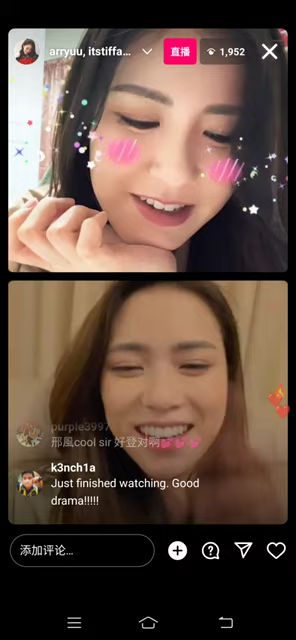 arryuu, itstiffa...
直播
1,952
purple3997
邢風cool sir 好登对啊💕💕💕
k3nch1a
Just finished watching. Good
drama!!!!!
添加评论...